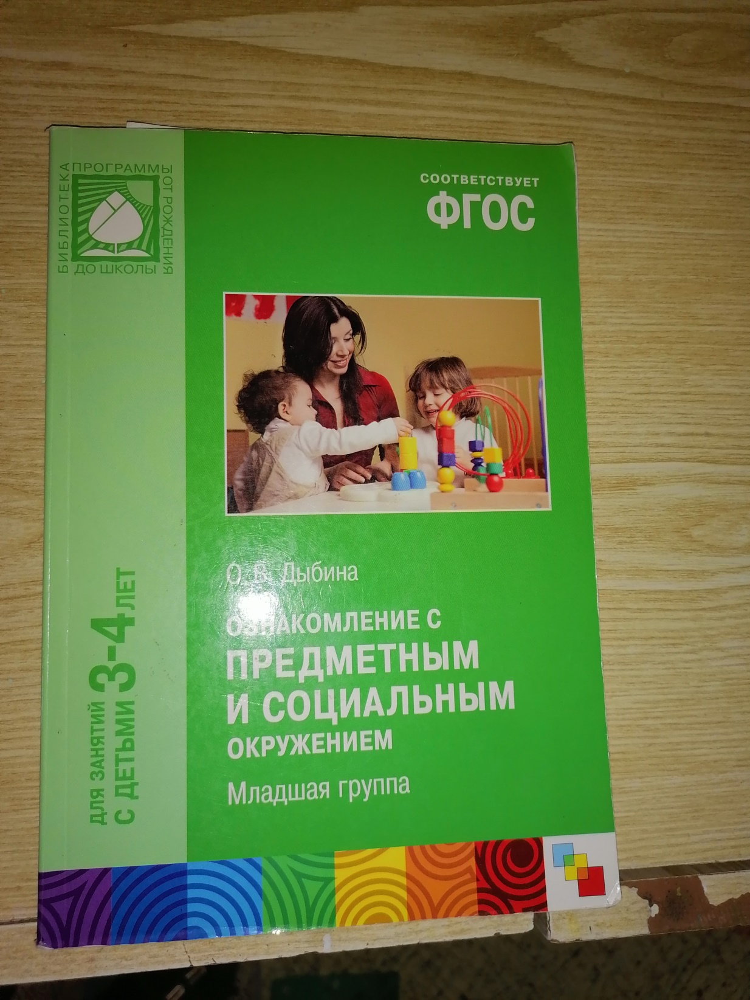 БИБЛИОТЕКА
ПРОГРАММЫ
ОТ РОЖДЕНИЯ
ДО ШКОЛЫ
СООТВЕТСТВУЕТ
ФГОС
О. В. Дыбина
ОЗНАКОМЛЕНИЕ С
ПРЕДМЕТНЫМ
И СОЦИАЛЬНЫМ
ОКРУЖЕНИЕМ
Младшая группа
ДЛЯ ЗАНЯТИЙ
С ДЕТЬМИ 3-4 ЛЕТ